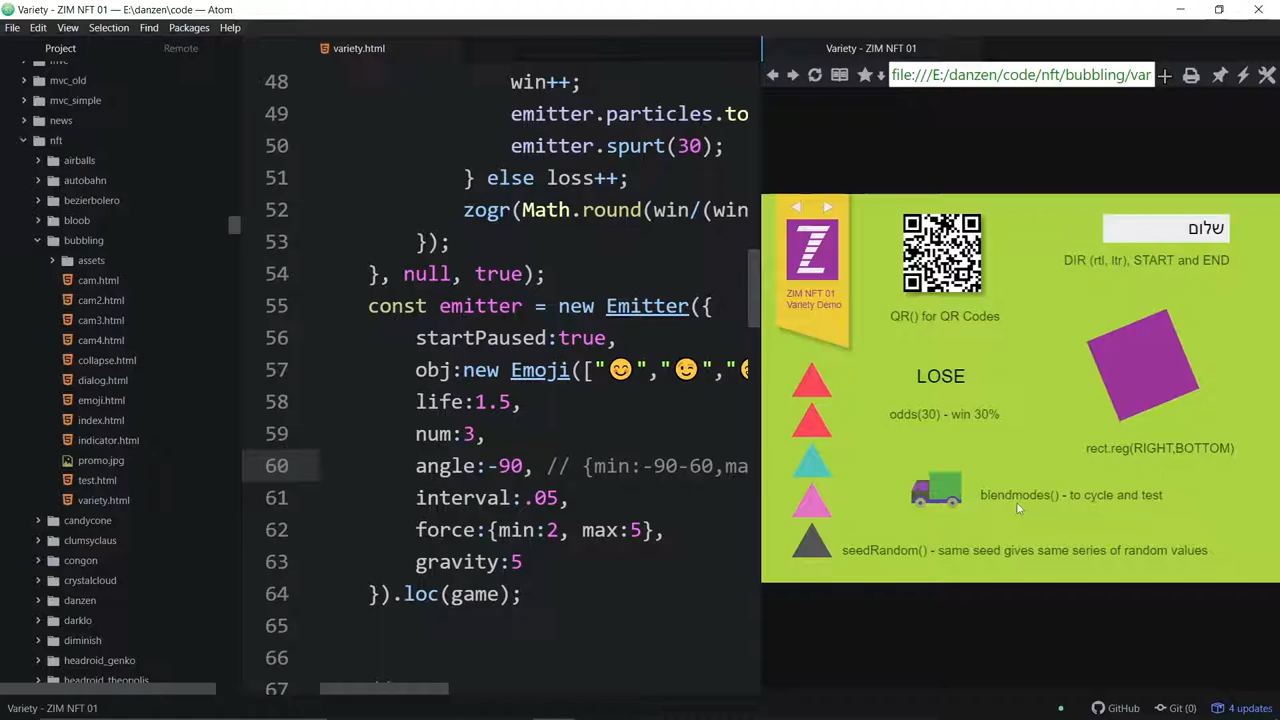 Variety - ZIM NFT 01 — E:\danzen\code — Atom
File Edit View Selection Find Packages Help
Project Remote
mvc_old
mvc_simple
news
nft
airballs
autobahn
bezierbolero
bloob
bubbling
assets
cam.html
cam2.html
cam3.html
cam4.html
collapse.html
dialog.html
emoji.html
index.html
indicator.html
promo.jpg
test.html
variety.html
candycone
clumsyclaus
congon
crystalcloud
danzen
darklo
diminish
headroid_genko
headroid_theopolis
variety.html
48 win++;
49 emitter.particles.to
50 emitter.spurt(30);
51 } else loss++;
52 zogr(Math.round(win/(win
53 });
54 }, null, true);
55 const emitter = new Emitter({
56 startPaused:true,
57 obj:new Emoji(["😊","😉","
58 life:1.5,
59 num:3,
60 angle:-90, // {min:-90-60,ma
61 interval:.05,
62 force:{min:2, max:5},
63 gravity:5
64 }).loc(game);
65
66
67
Variety - ZIM NFT 01
file:///E:/danzen/code/nft/bubbling/var
Z
ZIM NFT 01
Variety Demo
QR() for QR Codes
שלום
DIR (rtl, ltr), START and END
LOSE
odds(30) - win 30%
rect.reg(RIGHT,BOTTOM)
blendmodes() - to cycle and test
seedRandom() - same seed gives same series of random values
Variety - ZIM NFT 01
GitHub Git (0) 4 updates